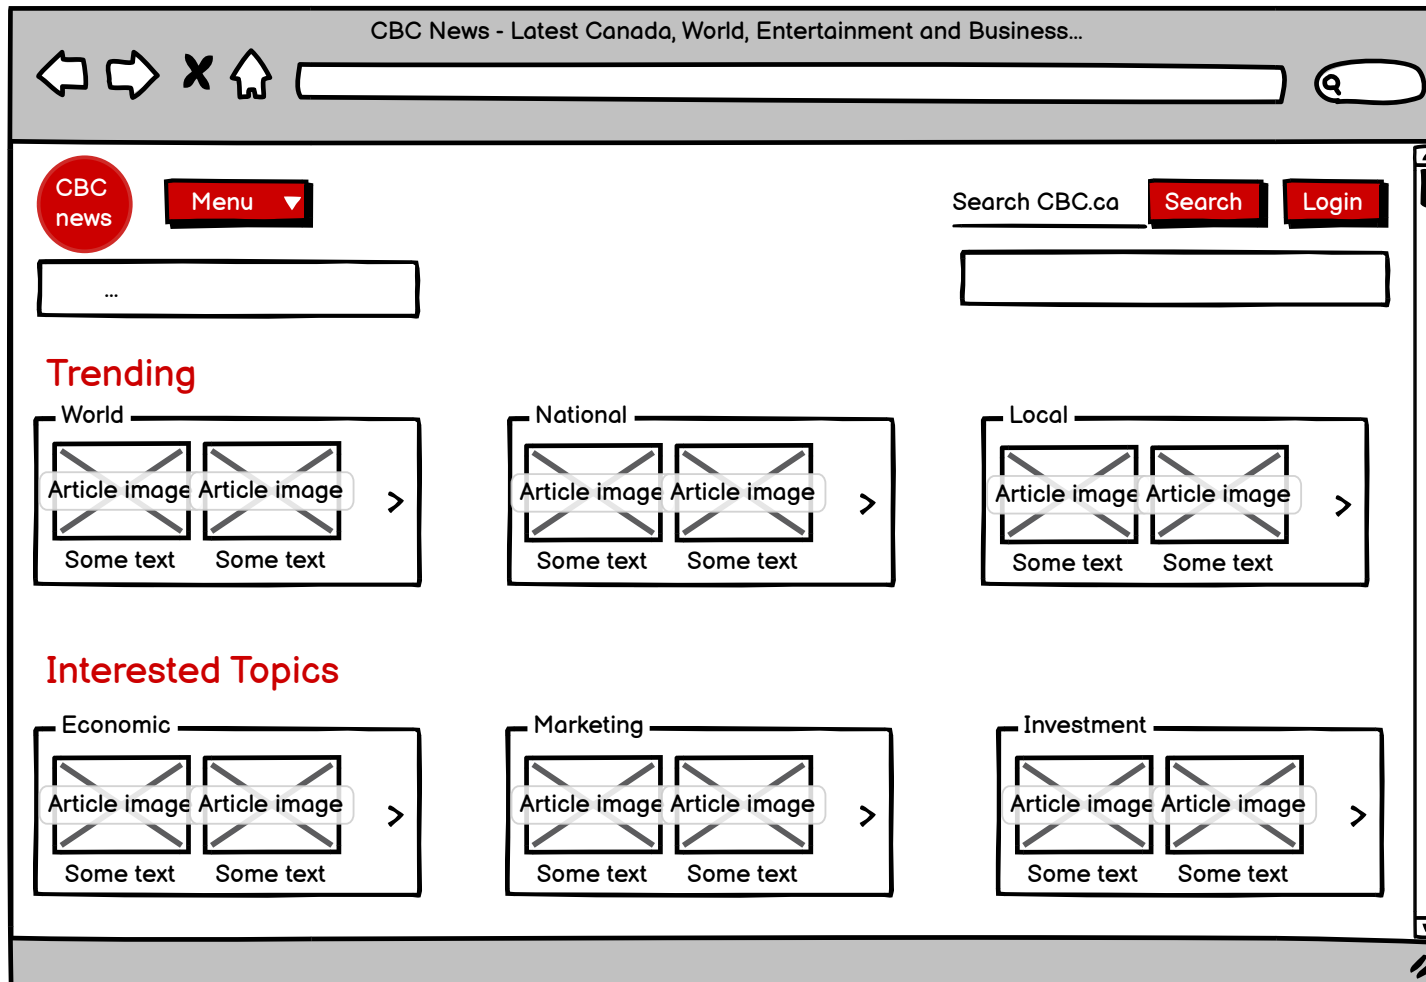 CBC News - Latest Canada, World, Entertainment and Business...
CBC
news
Menu
Search CBC.ca
Search
Login
...
Trending
World
National
Local
Article image Article image
Article image Article image
Article image Article image
Some text Some text
Some text Some text
Some text Some text
Interested Topics
Economic
Marketing
Investment
Article image Article image
Article image Article image
Article image Article image
Some text Some text
Some text Some text
Some text Some text